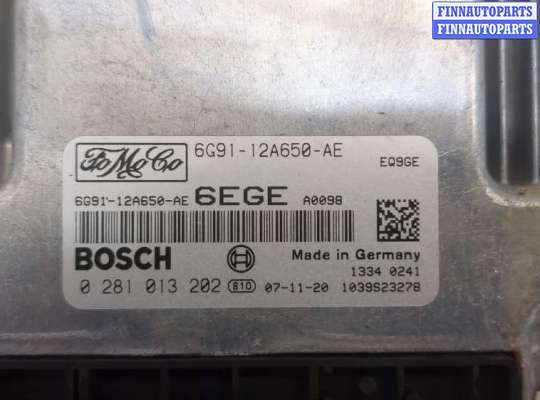 FINNAUTOPARTS
FINNAUTOPARTS
FoMoCo 6G91-12A650-AE
EQ9GE
6G91-12A650-AE 6EGE A0098
BOSCH
Made in Germany
1334 0241
0 281 013 202 810 07-11-20 1039S23278